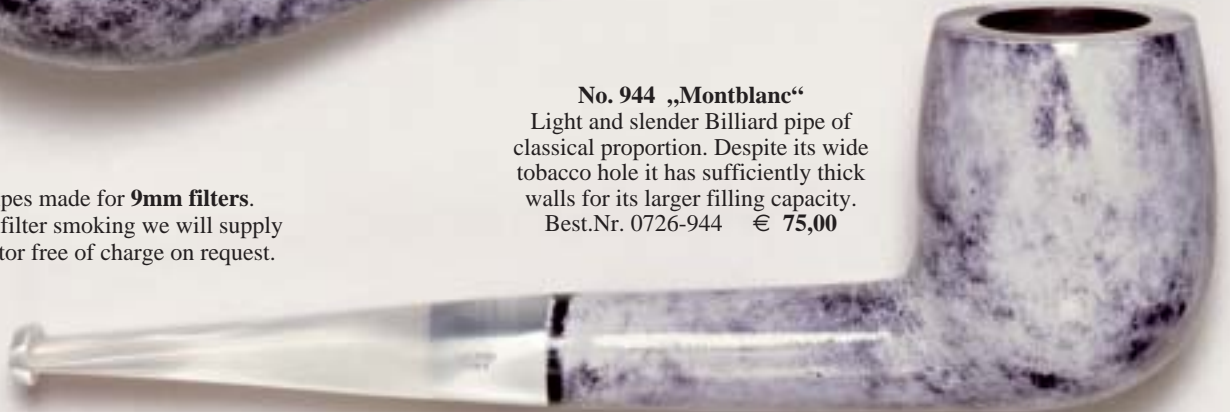 No. 944 „Montblanc“
Light and slender Billiard pipe of
classical proportion. Despite its wide
tobacco hole it has sufficiently thick
walls for its larger filling capacity.
Best.Nr. 0726-944 € 75,00
made for 9mm filters.
filter smoking we will supply
free of charge on request.